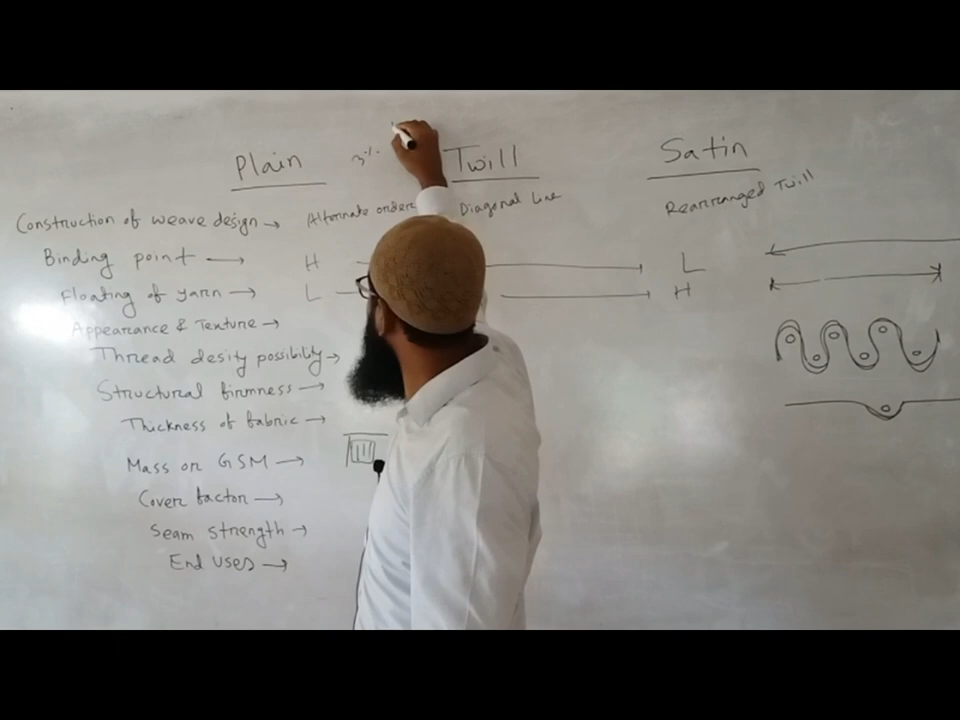 Plain 3% Twill Satin
Construction of weave design → Alternate order Diagonal Line Rearranged Twill
Binding point → H L
Floating of yarn → L H
Appearance & Texture →
Thread desity possibility →
Structural firmness →
Thickness of fabric →
Mass or GSM →
Cover factor →
Seam strength →
End uses →